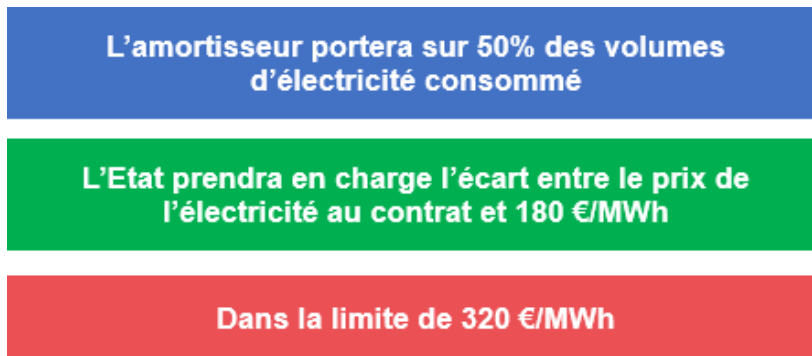 L'amortisseur portera sur 50% des volumes
d'électricité consommé
L'Etat prendra en charge l'écart entre le prix de
l'électricité au contrat et 180 €/MWh
Dans la limite de 320 €/MWh